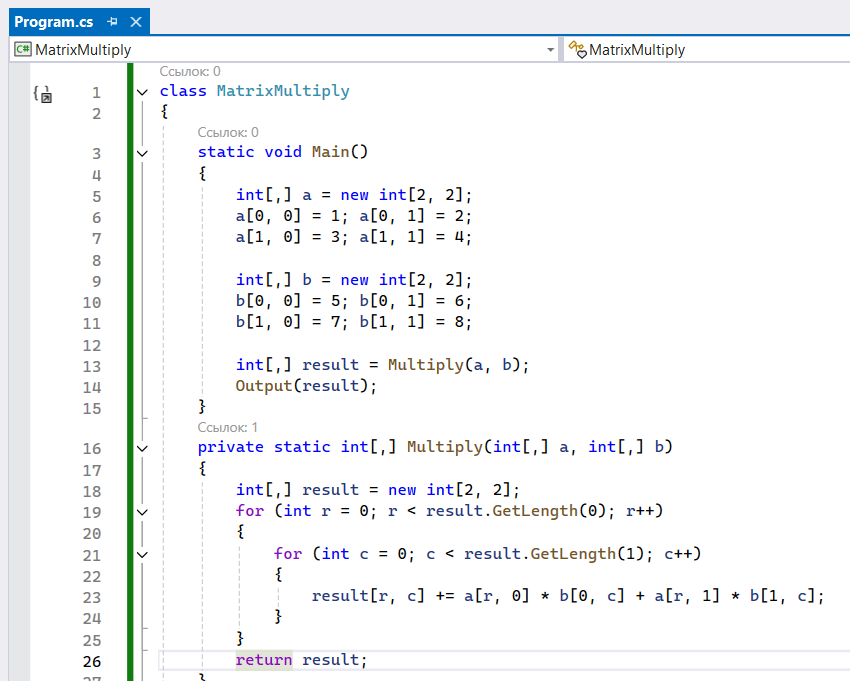 Program.cs
C# MatrixMultiply MatrixMultiply
Ссылок: 0
1 class MatrixMultiply
2 {
Ссылок: 0
3 static void Main()
4 {
5 int[,] a = new int[2, 2];
6 a[0, 0] = 1; a[0, 1] = 2;
7 a[1, 0] = 3; a[1, 1] = 4;
8
9 int[,] b = new int[2, 2];
10 b[0, 0] = 5; b[0, 1] = 6;
11 b[1, 0] = 7; b[1, 1] = 8;
12
13 int[,] result = Multiply(a, b);
14 Output(result);
15 }
Ссылок: 1
16 private static int[,] Multiply(int[,] a, int[,] b)
17 {
18 int[,] result = new int[2, 2];
19 for (int r = 0; r < result.GetLength(0); r++)
20 {
21 for (int c = 0; c < result.GetLength(1); c++)
22 {
23 result[r, c] += a[r, 0] * b[0, c] + a[r, 1] * b[1, c];
24 }
25 }
26 return result;
27 }